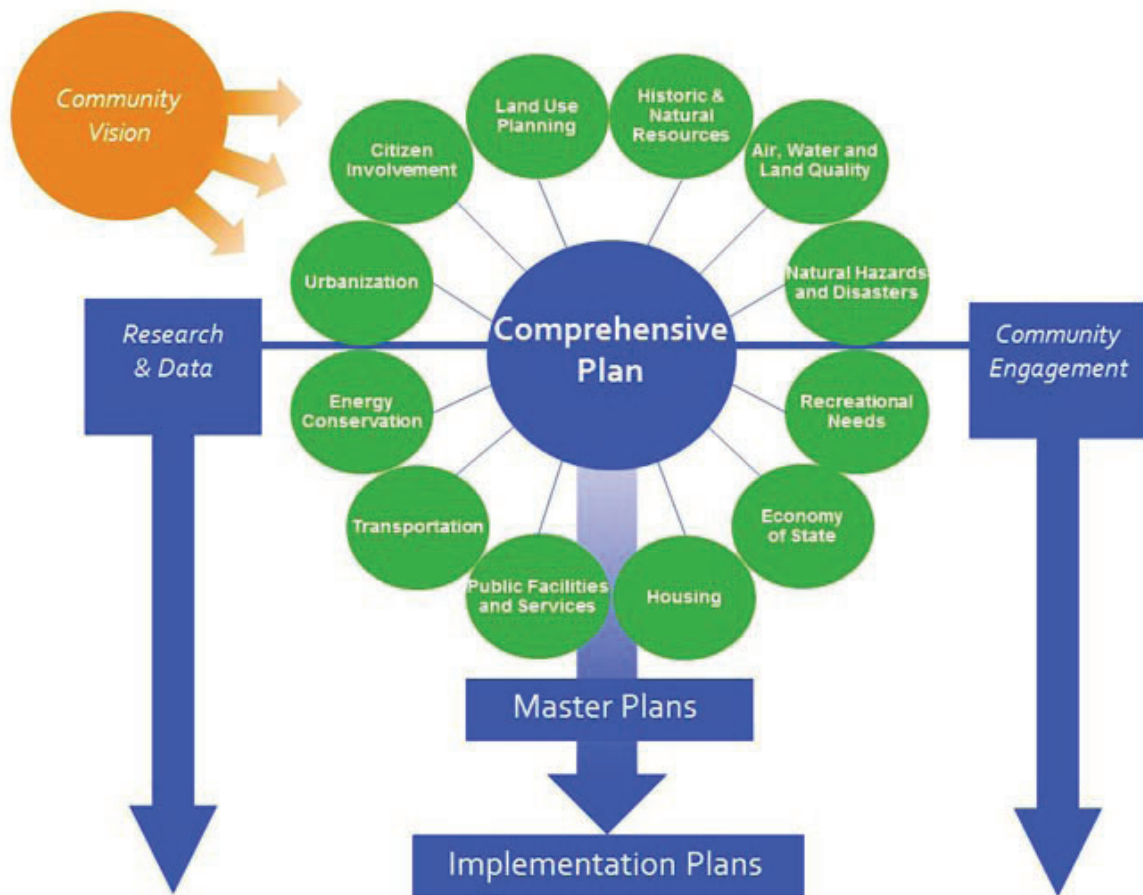 Community
Vision
Land Use
Planning
Historic &
Natural
Resources
Citizen
Involvement
Air, Water and
Land Quality
Urbanization
Natural Hazards
and Disasters
Research
& Data
Comprehensive
Plan
Community
Engagement
Energy
Conservation
Recreational
Needs
Transportation
Economy
of State
Public Facilities
and Services
Housing
Master Plans
Implementation Plans